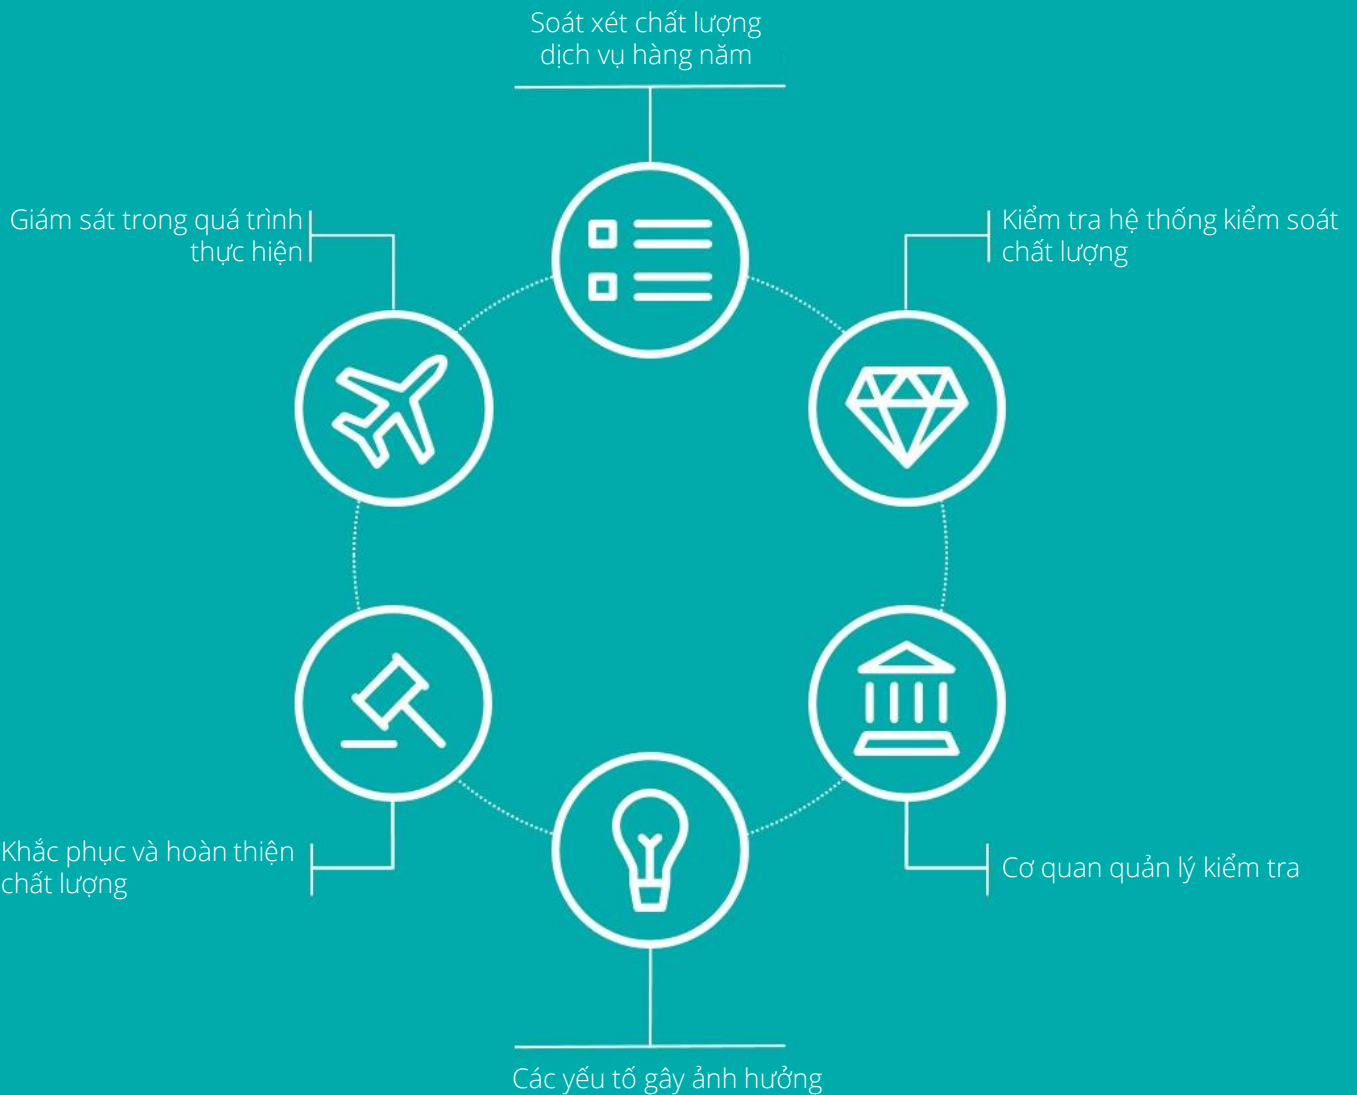 Soát xét chất lượng
dịch vụ hàng năm
Giám sát trong quá trình
thực hiện
Kiểm tra hệ thống kiểm soát
chất lượng
Khắc phục và hoàn thiện
chất lượng
Cơ quan quản lý kiểm tra
Các yếu tố gây ảnh hưởng